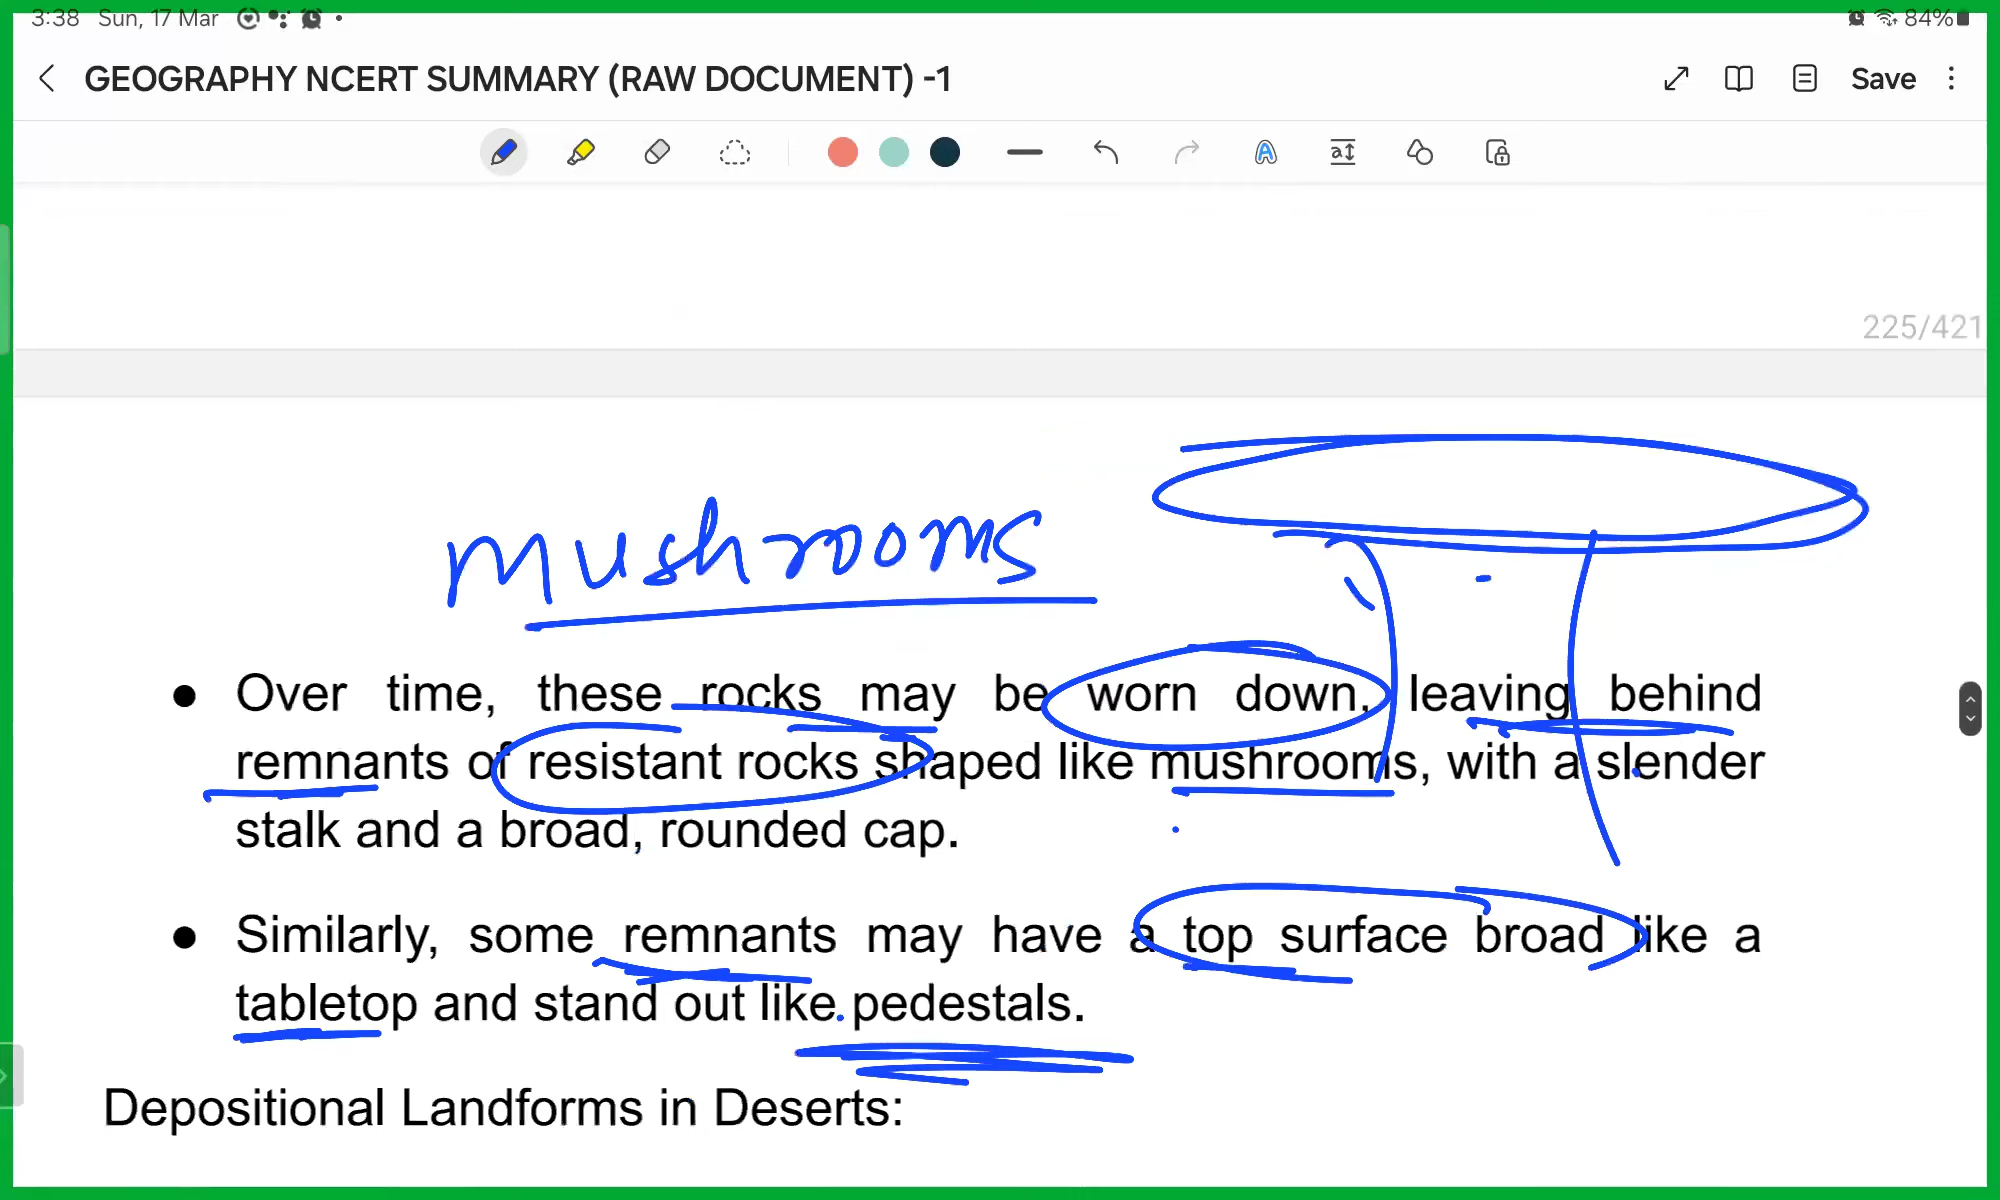 3:38 Sun, 17 Mar
84%
GEOGRAPHY NCERT SUMMARY (RAW DOCUMENT) -1
Save
225/421
mushrooms
● Over time, these rocks may be worn down, leaving behind
remnants of resistant rocks shaped like mushrooms, with a slender
stalk and a broad, rounded cap.
● Similarly, some remnants may have a top surface broad like a
tabletop and stand out like pedestals.
Depositional Landforms in Deserts: